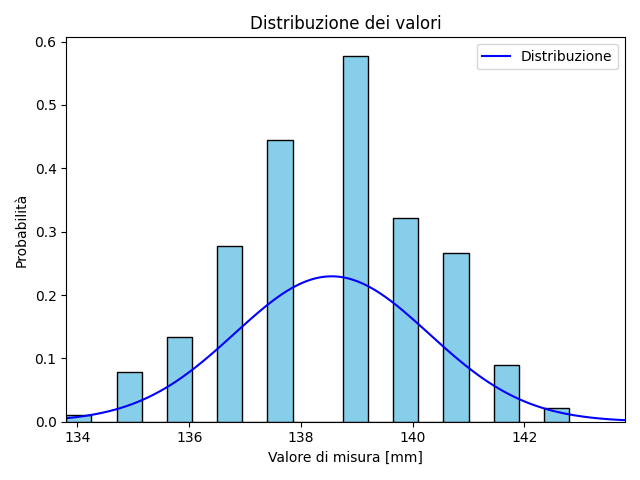 Distribuzione dei valori
Distribuzione
0.6
0.5
0.4
0.3
0.2
0.1
0.0
Probabilità
134 136 138 140 142
Valore di misura [mm]